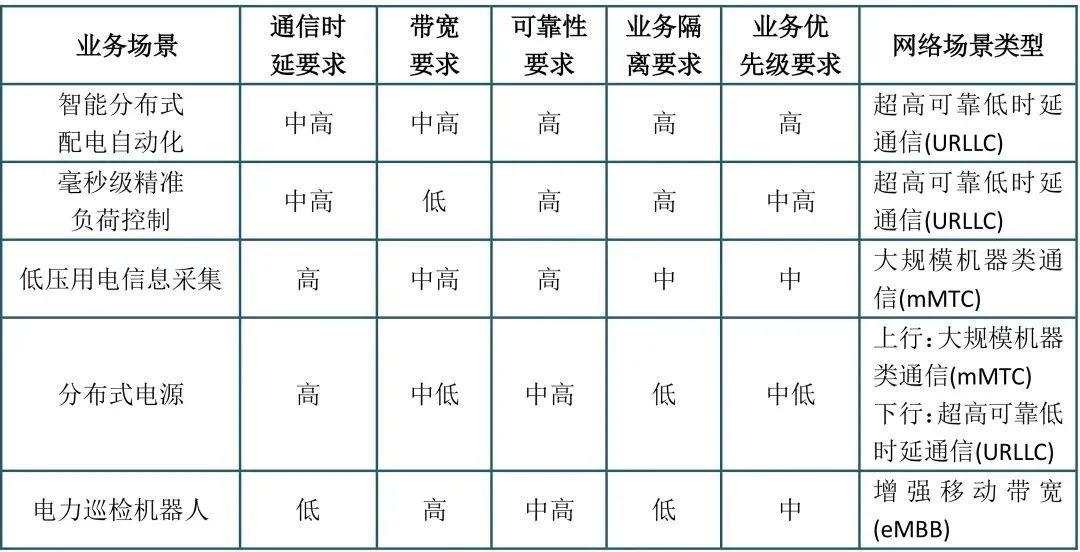 业务场景 通信时延要求 带宽要求 可靠性要求 业务隔离要求 业务优先级要求 网络场景类型
智能分布式
配电自动化 中高 中高 高 高 高 超高可靠低时延
通信(URLLC)
毫秒级精准
负荷控制 中高 低 高 高 中高 超高可靠低时延
通信(URLLC)
低压用电信息采集 高 中高 高 中 中 大规模机器类通
信(mMTC)
分布式电源 高 中低 中高 低 中低 上行:大规模机器
类通信(mMTC)
下行:超高可靠低
时延通信(URLLC)
电力巡检机器人 低 高 中高 低 中 增强移动带宽
(eMBB)